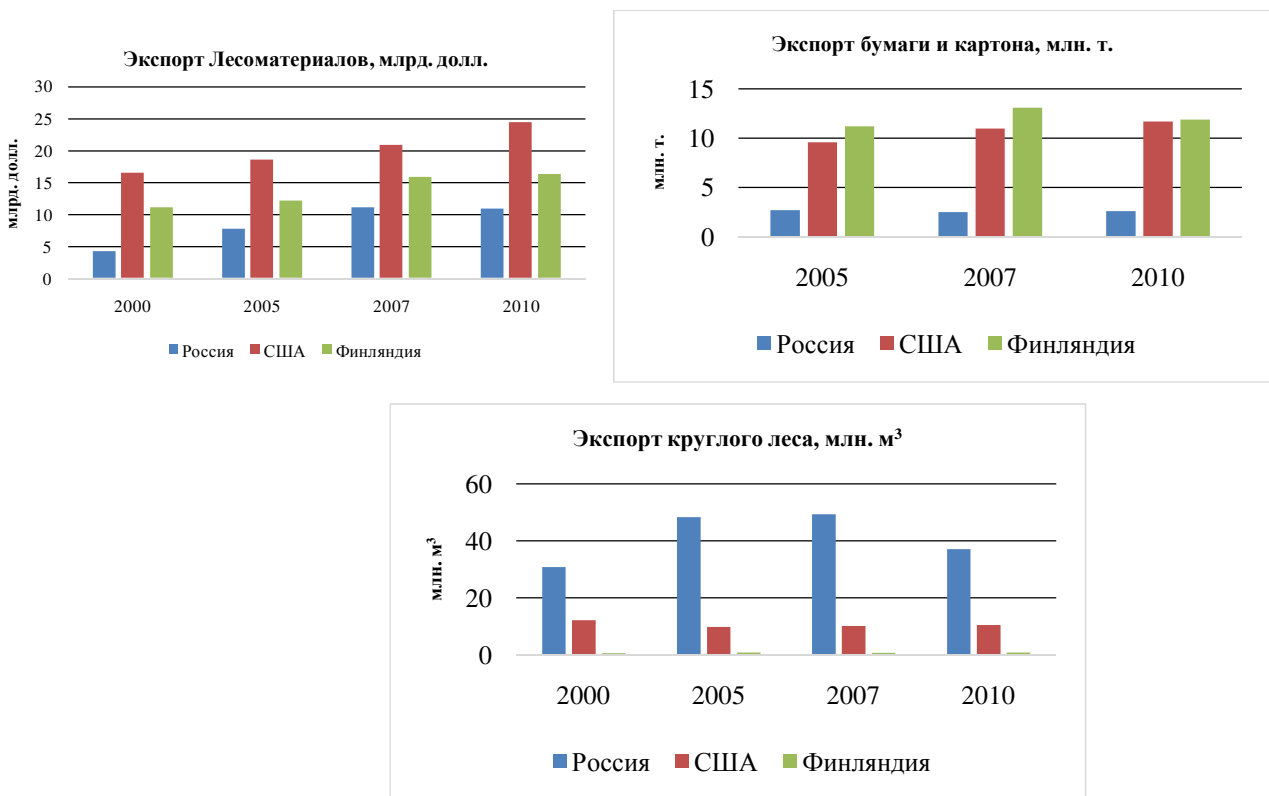 Экспорт Лесоматериалов, млрд. долл.
30
25
20
15
10
5
0
млрд. долл.
2000 2005 2007 2010
Россия США Финляндия
Экспорт бумаги и картона, млн. т.
15
10
5
0
млн. т.
2005 2007 2010
Россия США Финляндия
Экспорт круглого леса, млн. м³
60
40
20
0
млн. м³
2000 2005 2007 2010
Россия США Финляндия